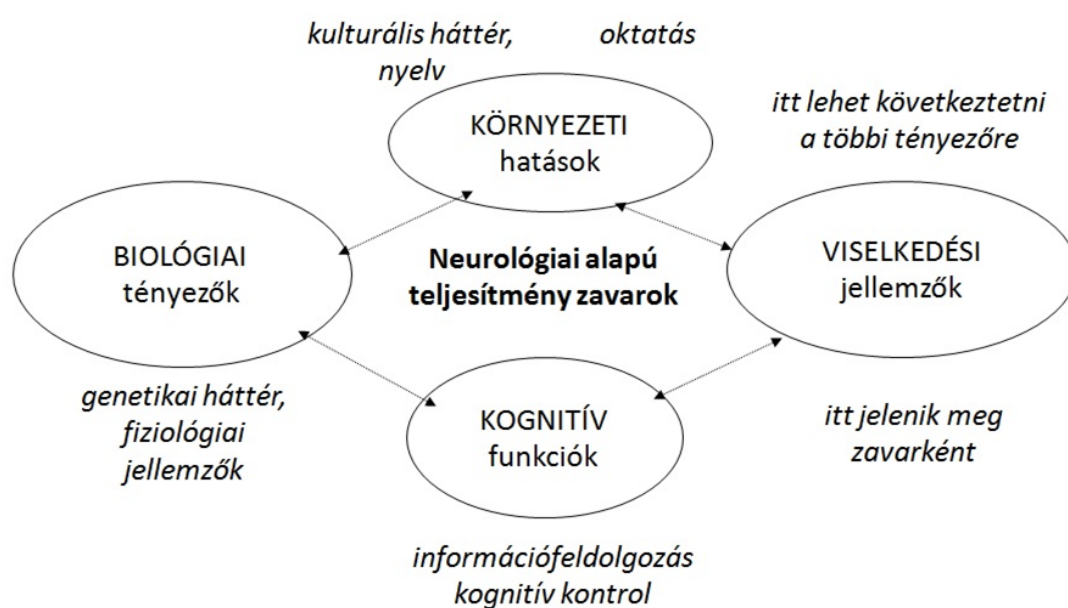 kulturális háttér,
nyelv
oktatás
KÖRNYEZETI
hatások
itt lehet következtetni
a többi tényezőre
BIOLÓGIAI
tényezők
Neurológiai alapú
teljesítmény zavarok
VISELKEDÉSI
jellemzők
genetikai háttér,
fiziológiai
jellemzők
KOGNITÍV
funkciók
itt jelenik meg
zavarként
információfeldolgozás
kognitív kontrol